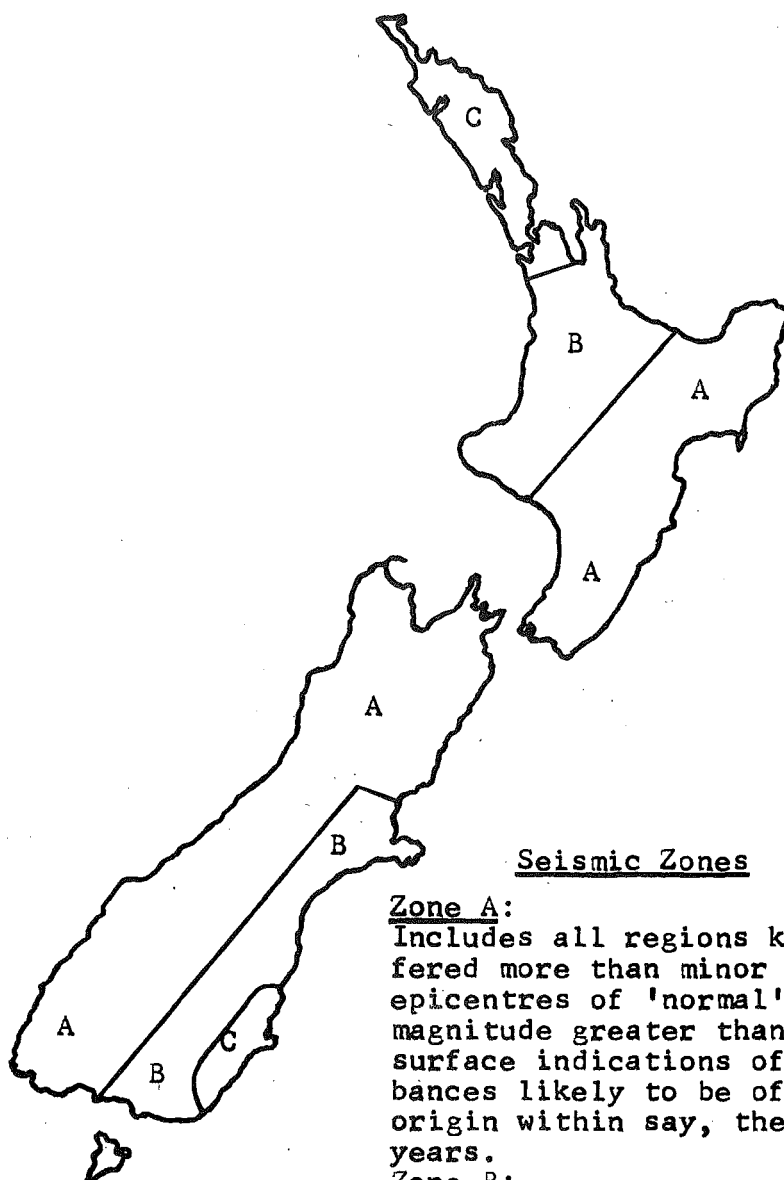 C
B
A
A
A
B
A
B
C
Seismic Zones
Zone A:
Includes all regions k
fered more than minor
epicentres of 'normal'
magnitude greater than
surface indications of
bances likely to be of
origin within say, the
years.
Zone B: